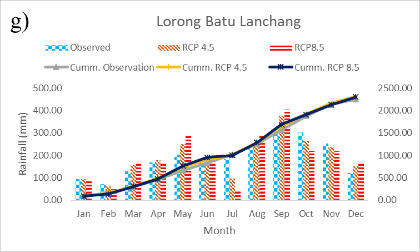 g)
Lorong Batu Lanchang
Observed RCP 4.5 RCP8.5
Cumm. Observation Cumm. RCP 4.5 Cumm. RCP 8.5
500.00 2500.00
400.00 2000.00
300.00 1500.00
200.00 1000.00
100.00 500.00
0.00 0.00
Rainfall (mm)
Jan Feb Mar Apr May Jun Jul Aug Sep Oct Nov Dec
Month